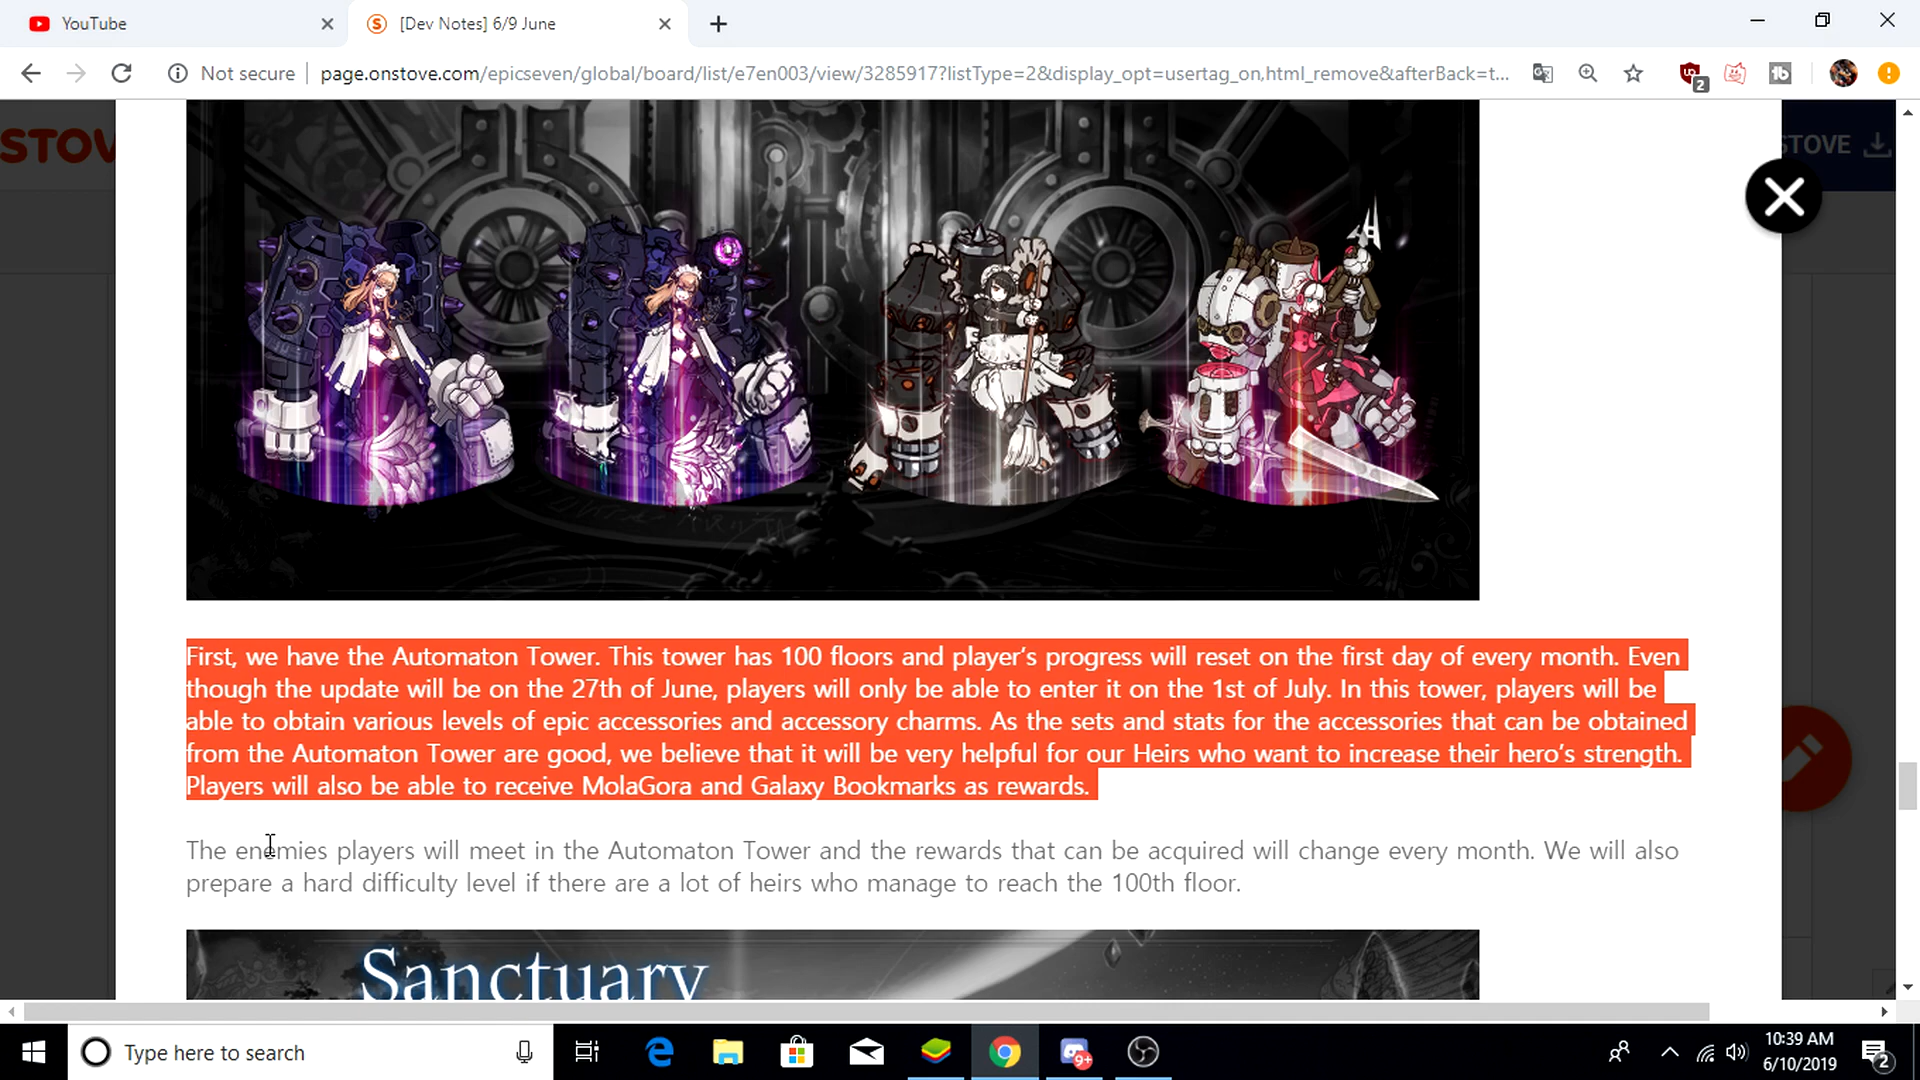 YouTube
[Dev Notes] 6/9 June
Not secure
page.onstove.com/epicseven/global/board/list/e7en003/view/3285917?listType=2&display_opt=usertag_on,html_remove&afterBack=t...
2
STOV
STOVE
First, we have the Automaton Tower. This tower has 100 floors and player's progress will reset on the first day of every month. Even
though the update will be on the 27th of June, players will only be able to enter it on the 1st of July. In this tower, players will be
able to obtain various levels of epic accessories and accessory charms. As the sets and stats for the accessories that can be obtained
from the Automaton Tower are good, we believe that it will be very helpful for our Heirs who want to increase their hero's strength.
Players will also be able to receive MolaGora and Galaxy Bookmarks as rewards.
The enemies players will meet in the Automaton Tower and the rewards that can be acquired will change every month. We will also
prepare a hard difficulty level if there are a lot of heirs who manage to reach the 100th floor.
Sanctuary
Type here to search
9+
10:39 AM
6/10/2019
2